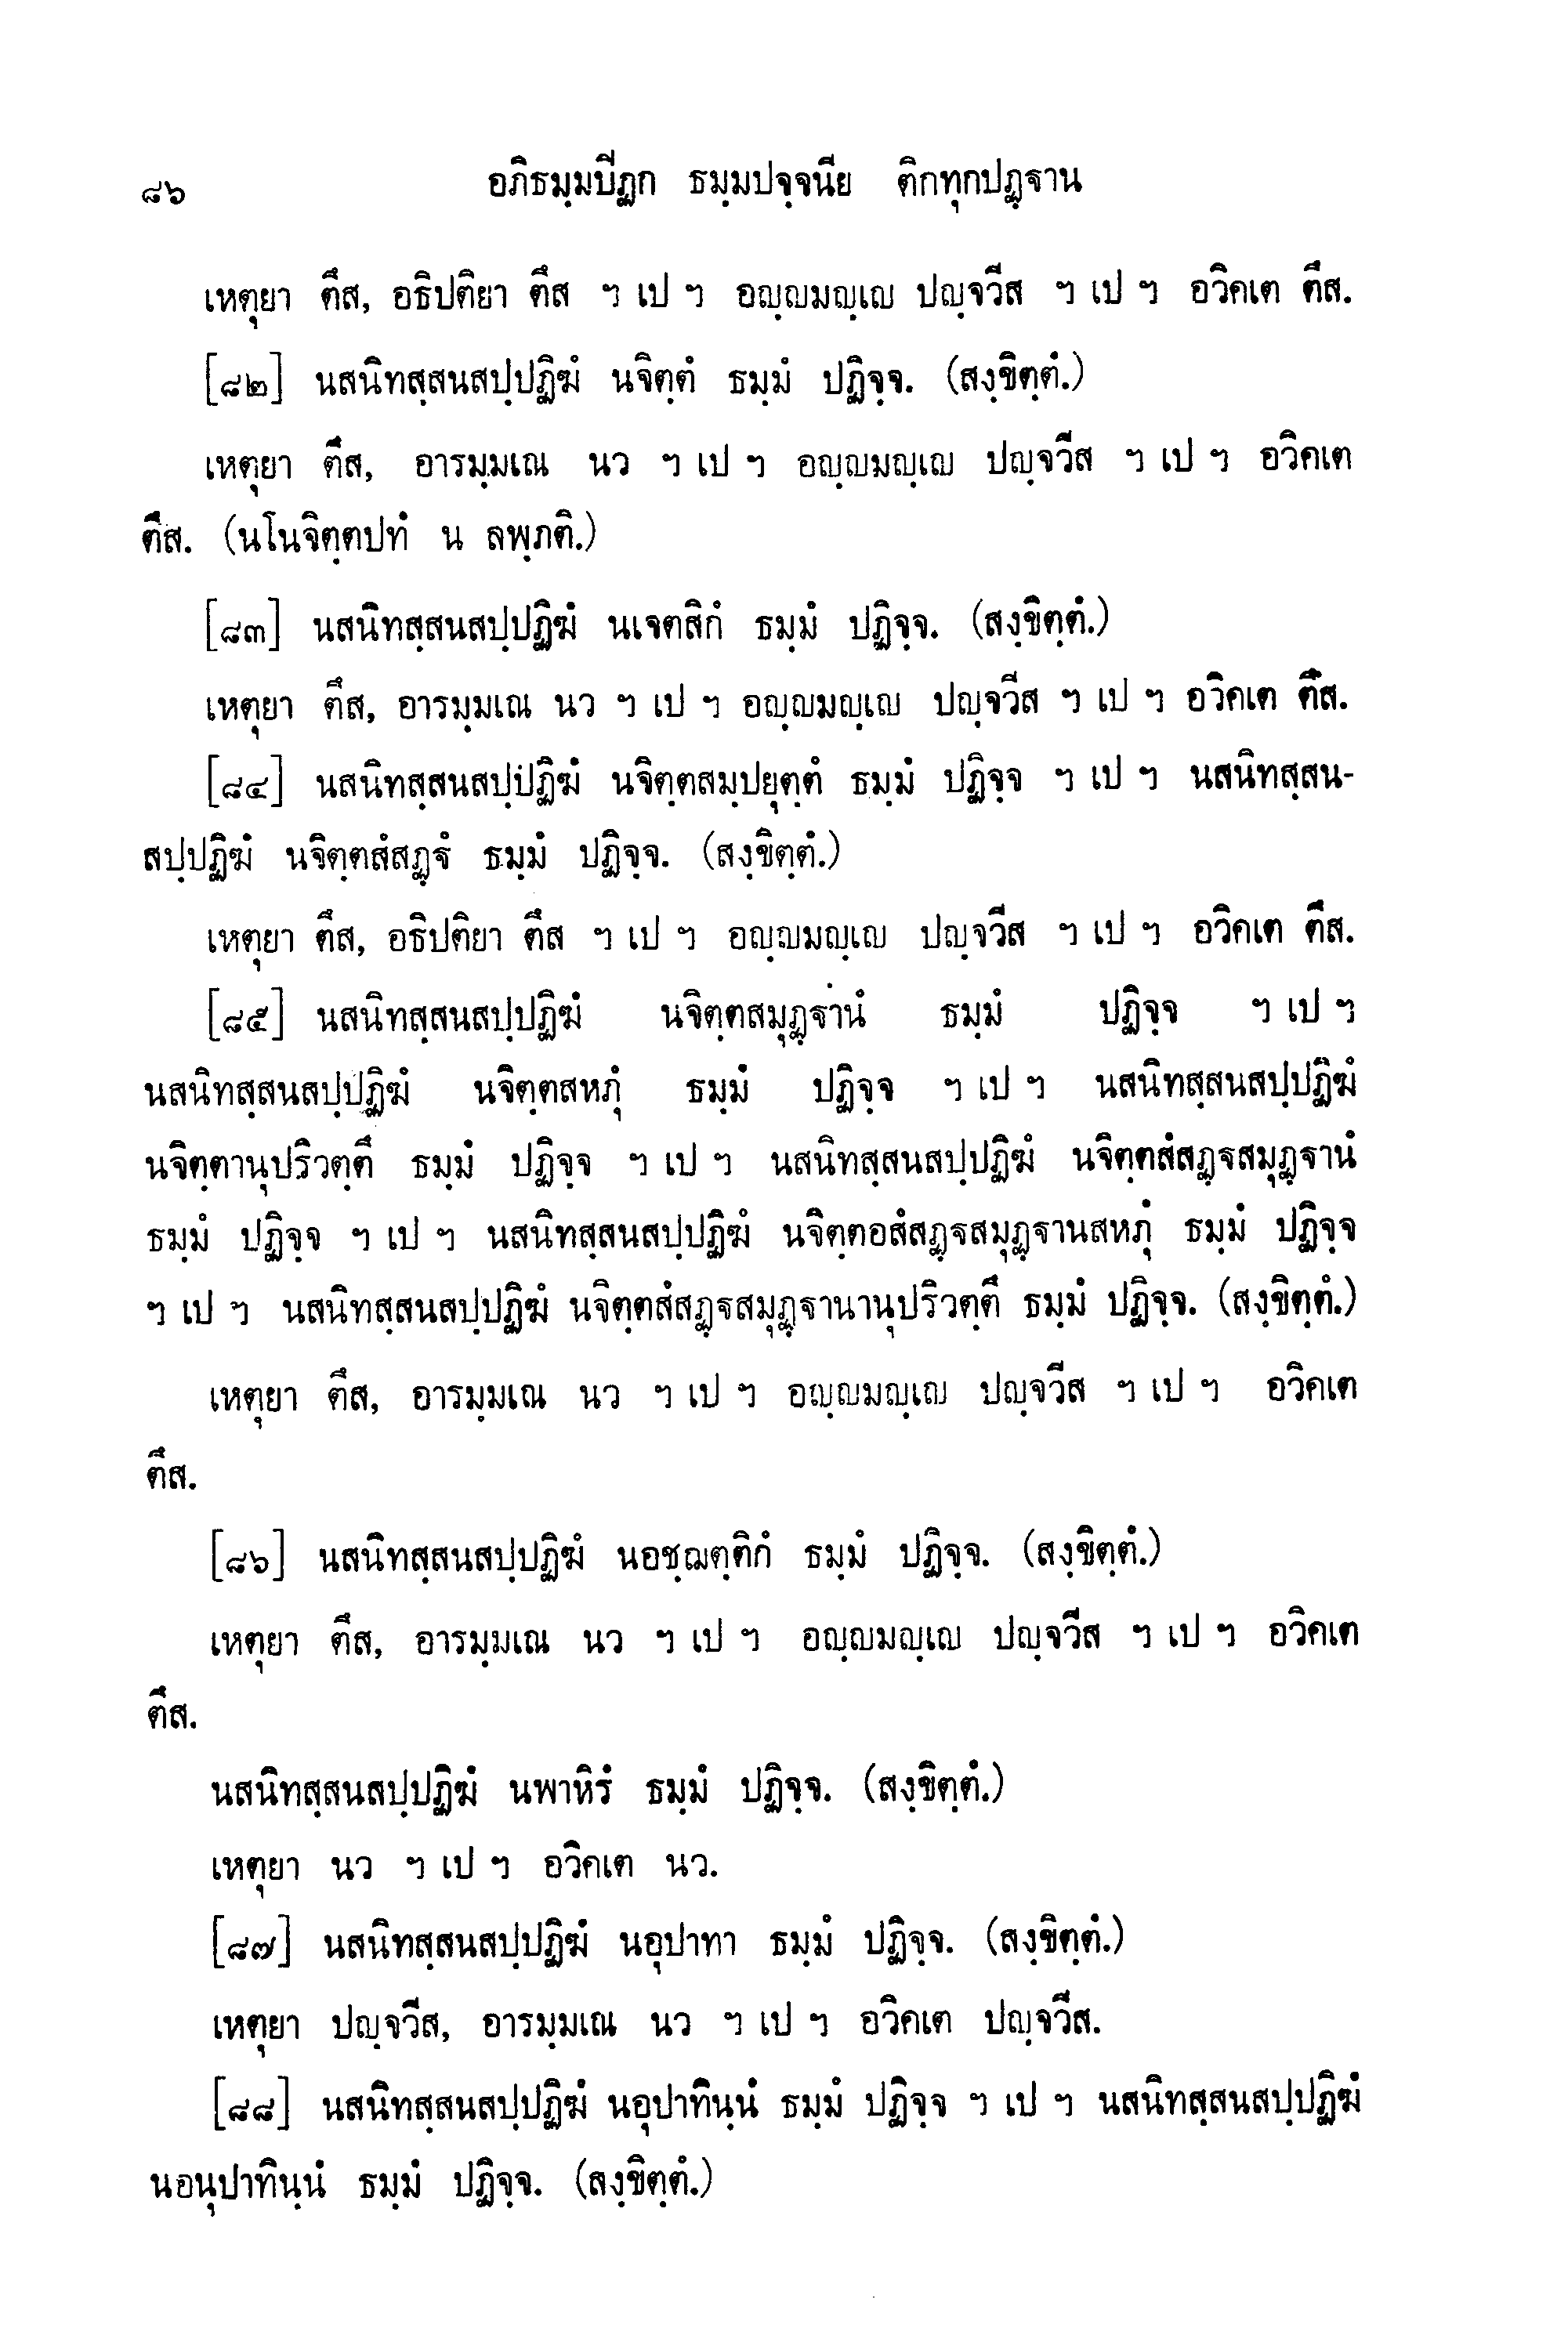 ๘๖ อภิธมฺมปีฏก ธมฺมปจฺจนีย ติกทุกปฏฺฐาน
เหตุยา ตึส, อธิปติยา ตึส ฯ เป ฯ อญฺญมญฺเญ ปญฺจวีส ฯ เป ฯ อวิคเต ตึส.
[๘๒] นสนิทสฺสนสปฺปฏิฆํ นจิตฺตํ ธมฺมํ ปฏิจฺจ. (สงฺขิตฺตํ.)
เหตุยา ตึส, อารมฺมเณ นว ฯ เป ฯ อญฺญมญฺเญ ปญฺจวีส ฯ เป ฯ อวิคเต
ตึส. (นโนจิตฺตปทํ น ลพฺภติ.)
[๘๓] นสนิทสฺสนสปฺปฏิฆํ นเจตสิกํ ธมฺมํ ปฏิจฺจ. (สงฺขิตฺตํ.)
เหตุยา ตึส, อารมฺมเณ นว ฯ เป ฯ อญฺญมญฺเญ ปญฺจวีส ฯ เป ฯ อวิคเต ตึส.
[๘๔] นสนิทสฺสนสปฺปฏิฆํ นจิตฺตสมฺปยุตฺตํ ธมฺมํ ปฏิจฺจ ฯ เป ฯ นสนิทสฺสน-
สปฺปฏิฆํ นจิตฺตสํสฏฺฐํ ธมฺมํ ปฏิจฺจ. (สงฺขิตฺตํ.)
เหตุยา ตึส, อธิปติยา ตึส ฯ เป ฯ อญฺญมญฺเญ ปญฺจวีส ฯ เป ฯ อวิคเต ตึส.
[๘๕] นสนิทสฺสนสปฺปฏิฆํ นจิตฺตสมุฏฺฐานํ ธมฺมํ ปฏิจฺจ ฯ เป ฯ
นสนิทสฺสนสปฺปฏิฆํ นจิตฺตสหภุํ ธมฺมํ ปฏิจฺจ ฯ เป ฯ นสนิทสฺสนสปฺปฏิฆํ
นจิตฺตานุปริวตฺตึ ธมฺมํ ปฏิจฺจ ฯ เป ฯ นสนิทสฺสนสปฺปฏิฆํ นจิตฺตสํสฏฺฐสมุฏฺฐานํ
ธมฺมํ ปฏิจฺจ ฯ เป ฯ นสนิทสฺสนสปฺปฏิฆํ นจิตฺตอสํสฏฺฐสมุฏฺฐานสหภุํ ธมฺมํ ปฏิจฺจ
ฯ เป ฯ นสนิทสฺสนสปฺปฏิฆํ นจิตฺตสํสฏฺฐสมุฏฺฐานานุปริวตฺตึ ธมฺมํ ปฏิจฺจ. (สงฺขิตฺตํ.)
เหตุยา ตึส, อารมฺมเณ นว ฯ เป ฯ อญฺญมญฺเญ ปญฺจวีส ฯ เป ฯ อวิคเต
ตึส.
[๘๖] นสนิทสฺสนสปฺปฏิฆํ นอชฺฌตฺติกํ ธมฺมํ ปฏิจฺจ. (สงฺขิตฺตํ.)
เหตุยา ตึส, อารมฺมเณ นว ฯ เป ฯ อญฺญมญฺเญ ปญฺจวีส ฯ เป ฯ อวิคเต
ตึส.
นสนิทสฺสนสปฺปฏิฆํ นพาหิรํ ธมฺมํ ปฏิจฺจ. (สงฺขิตฺตํ.)
เหตุยา นว ฯ เป ฯ อวิคเต นว.
[๘๗] นสนิทสฺสนสปฺปฏิฆํ นอุปาทา ธมฺมํ ปฏิจฺจ. (สงฺขิตฺตํ.)
เหตุยา ปญฺจวีส, อารมฺมเณ นว ฯ เป ฯ อวิคเต ปญฺจวีส.
[๘๘] นสนิทสฺสนสปฺปฏิฆํ นอุปาทินฺนํ ธมฺมํ ปฏิจฺจ ฯ เป ฯ นสนิทสฺสนสปฺปฏิฆํ
นอนุปาทินฺนํ ธมฺมํ ปฏิจฺจ. (สงฺขิตฺตํ.)